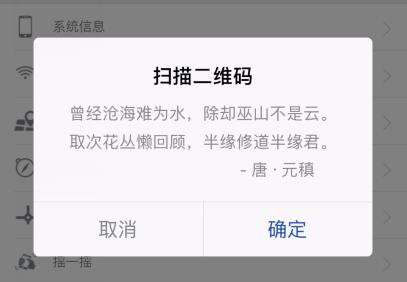 系统信息
扫描二维码
曾经沧海难为水，除却巫山不是云。
取次花丛懒回顾，半缘修道半缘君。
- 唐 · 元稹
取消
确定
摇一摇